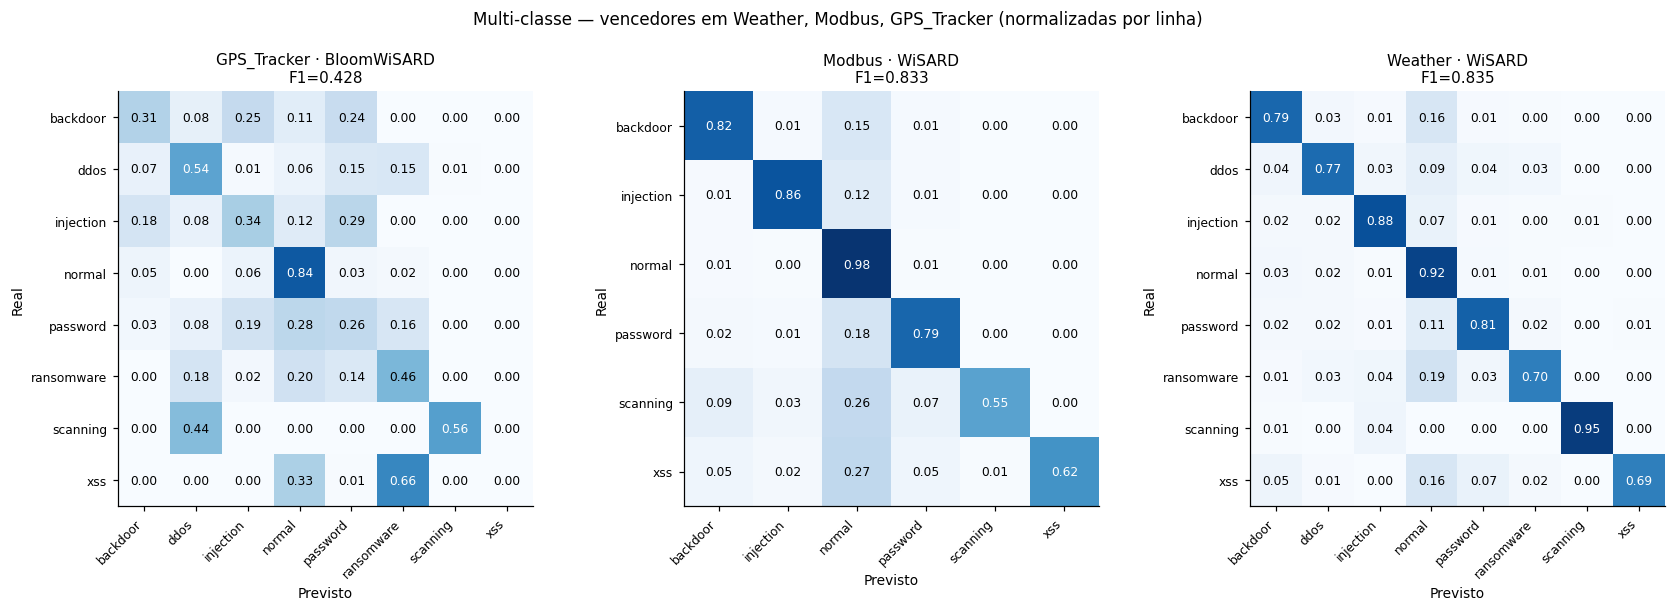 Multi-classe — vencedores em Weather, Modbus, GPS_Tracker (normalizadas por linha)
GPS_Tracker · BloomWiSARD
F1=0.428
backdoor 0.31 0.08 0.25 0.11 0.24 0.00 0.00 0.00
ddos 0.07 0.54 0.01 0.06 0.15 0.15 0.01 0.00
injection 0.18 0.08 0.34 0.12 0.29 0.00 0.00 0.00
normal 0.05 0.00 0.06 0.84 0.03 0.02 0.00 0.00
password 0.03 0.08 0.19 0.28 0.26 0.16 0.00 0.00
ransomware 0.00 0.18 0.02 0.20 0.14 0.46 0.00 0.00
scanning 0.00 0.44 0.00 0.00 0.00 0.00 0.56 0.00
xss 0.00 0.00 0.00 0.33 0.01 0.66 0.00 0.00
Real
backdoor ddos injection normal password ransomware scanning xss
Previsto
Modbus · WiSARD
F1=0.833
backdoor 0.82 0.01 0.15 0.01 0.00 0.00
injection 0.01 0.86 0.12 0.01 0.00 0.00
normal 0.01 0.00 0.98 0.01 0.00 0.00
password 0.02 0.01 0.18 0.79 0.00 0.00
scanning 0.09 0.03 0.26 0.07 0.55 0.00
xss 0.05 0.02 0.27 0.05 0.01 0.62
Real
backdoor injection normal password scanning xss
Previsto
Weather · WiSARD
F1=0.835
backdoor 0.79 0.03 0.01 0.16 0.01 0.00 0.00 0.00
ddos 0.04 0.77 0.03 0.09 0.04 0.03 0.00 0.00
injection 0.02 0.02 0.88 0.07 0.01 0.00 0.01 0.00
normal 0.03 0.02 0.01 0.92 0.01 0.01 0.00 0.00
password 0.02 0.02 0.01 0.11 0.81 0.02 0.00 0.01
ransomware 0.01 0.03 0.04 0.19 0.03 0.70 0.00 0.00
scanning 0.01 0.00 0.04 0.00 0.00 0.00 0.95 0.00
xss 0.05 0.01 0.00 0.16 0.07 0.02 0.00 0.69
Real
backdoor ddos injection normal password ransomware scanning xss
Previsto